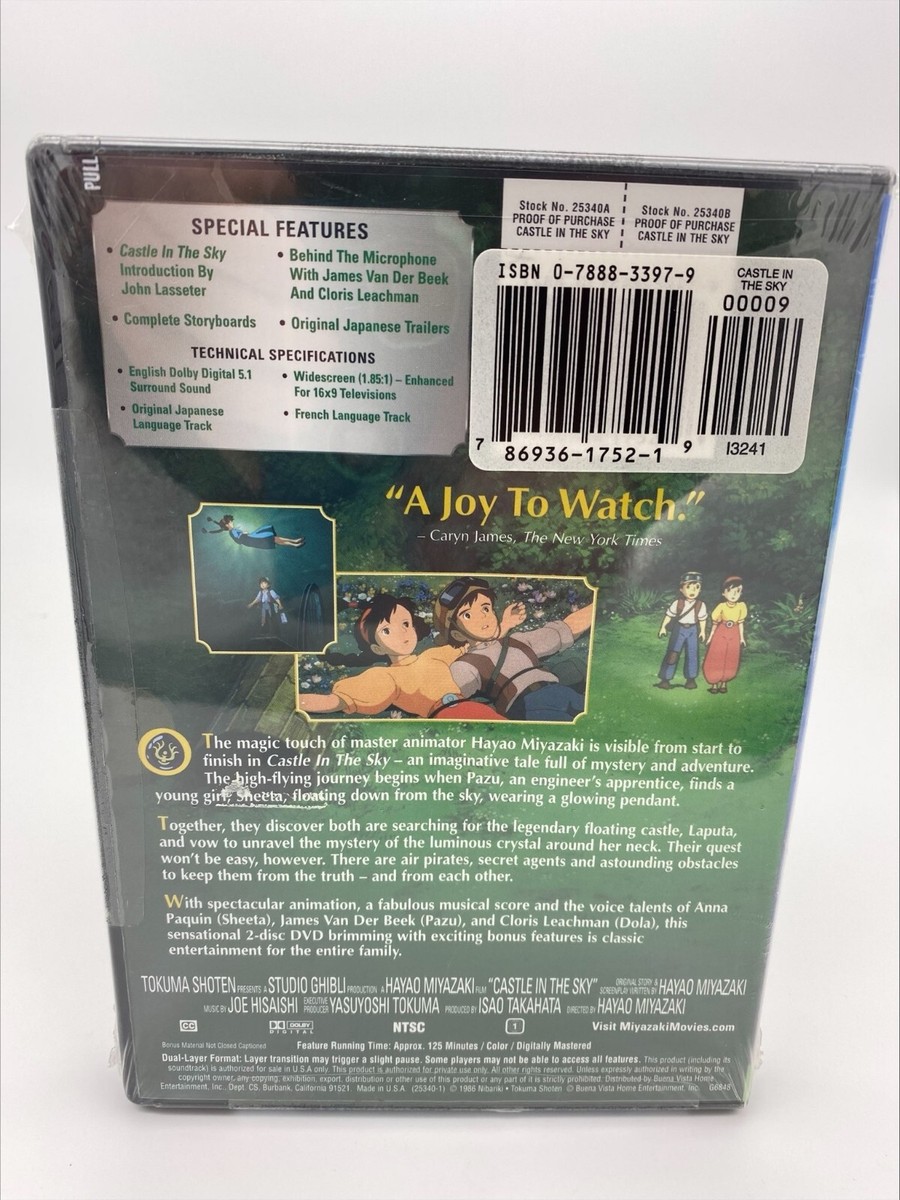 PULL
SPECIAL FEATURES
• Castle In The Sky
Introduction By
John Lasseter
• Complete Storyboards
• Behind The Microphone
With James Van Der Beek
And Cloris Leachman
• Original Japanese Trailers
TECHNICAL SPECIFICATIONS
• English Dolby Digital 5.1
Surround Sound
• Original Japanese
Language Track
• Widescreen (1.85:1) – Enhanced
For 16x9 Televisions
• French Language Track
Stock No. 25340A
PROOF OF PURCHASE
CASTLE IN THE SKY
Stock No. 25340B
PROOF OF PURCHASE
CASTLE IN THE SKY
ISBN 0-7888-3397-9
CASTLE IN
THE SKY
00009
7 86936-1752-1 9
I3241
“A Joy To Watch.”
– Caryn James, The New York Times
The magic touch of master animator Hayao Miyazaki is visible from start to
finish in Castle In The Sky – an imaginative tale full of mystery and adventure.
The high-flying journey begins when Pazu, an engineer's apprentice, finds a
young girl, Sheeta, floating down from the sky, wearing a glowing pendant.
Together, they discover both are searching for the legendary floating castle, Laputa,
and vow to unravel the mystery of the luminous crystal around her neck. Their quest
won't be easy, however. There are air pirates, secret agents and astounding obstacles
to keep them from the truth – and from each other.
With spectacular animation, a fabulous musical score and the voice talents of Anna
Paquin (Sheeta), James Van Der Beek (Pazu), and Cloris Leachman (Dola), this
sensational 2-disc DVD brimming with exciting bonus features is classic
entertainment for the entire family.
TOKUMA SHOTEN PRESENTS A STUDIO GHIBLI PRODUCTION A HAYAO MIYAZAKI FILM “CASTLE IN THE SKY” ORIGINAL STORY & SCREENPLAY WRITTEN BY HAYAO MIYAZAKI
MUSIC BY JOE HISAISHI EXECUTIVE PRODUCER YASUYOSHI TOKUMA PRODUCED BY ISAO TAKAHATA DIRECTED BY HAYAO MIYAZAKI
CC DOLBY DIGITAL NTSC 1 Visit MiyazakiMovies.com
Bonus Material Not Closed Captioned Feature Running Time: Approx. 125 Minutes / Color / Digitally Mastered
Dual-Layer Format: Layer transition may trigger a slight pause. Some players may not be able to access all features. This product (including its
soundtrack) is authorized for sale in U.S.A only. This product is authorized for private use only. All other rights reserved. Unless expressly authorized in writing by the
copyright owner, any copying, exhibition, export, distribution or other use of this product or any part of it is strictly prohibited. Distributed by Buena Vista Home
Entertainment, Inc., Dept. CS, Burbank, California 91521. Made in U.S.A. (25340-1) © 1986 Nibariki • Tokuma Shoten © Buena Vista Home Entertainment, Inc. G6848